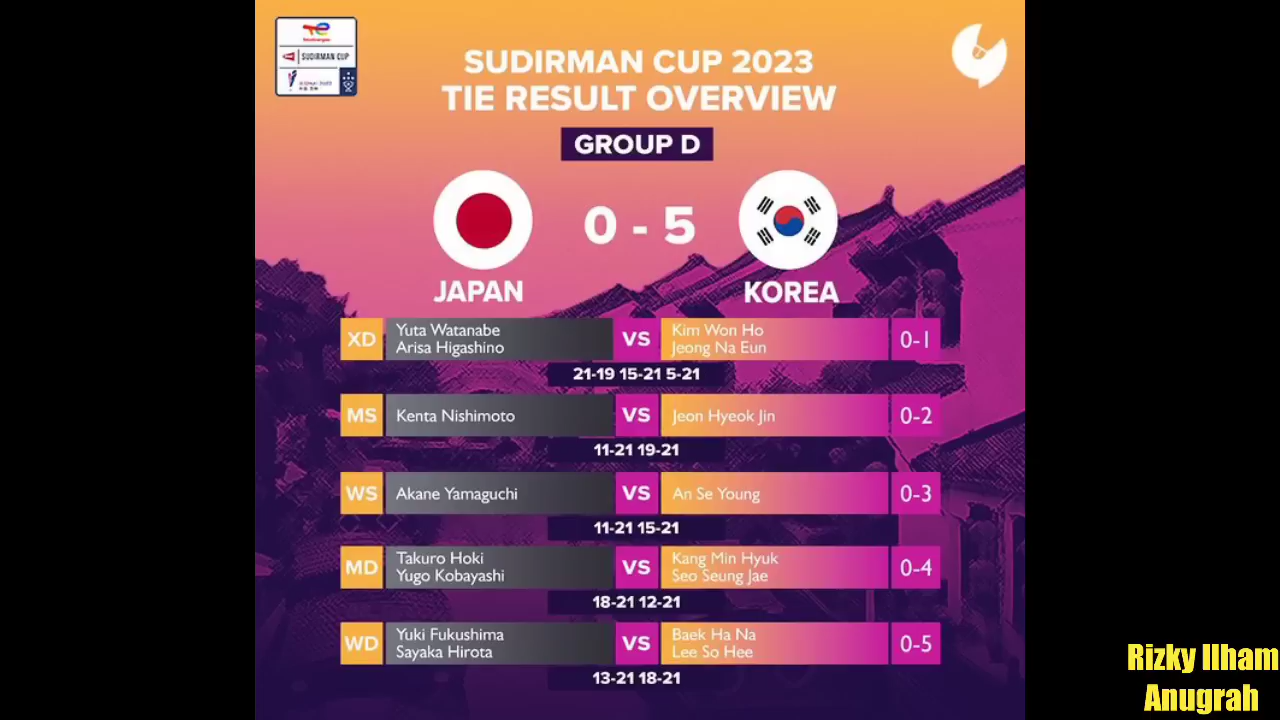 TotalEnergies
SUDIRMAN CUP
SUDIRMAN CUP 2023
TIE RESULT OVERVIEW
GROUP D
0 - 5
JAPAN
KOREA
XD
Yuta Watanabe
Arisa Higashino
VS
Kim Won Ho
Jeong Na Eun
0-1
21-19 15-21 5-21
MS
Kenta Nishimoto
VS
Jeon Hyeok Jin
0-2
11-21 19-21
WS
Akane Yamaguchi
VS
An Se Young
0-3
11-21 15-21
MD
Takuro Hoki
Yugo Kobayashi
VS
Kang Min Hyuk
Seo Seung Jae
0-4
18-21 12-21
WD
Yuki Fukushima
Sayaka Hirota
VS
Baek Ha Na
Lee So Hee
0-5
13-21 18-21
Rizky Ilham
Anugrah